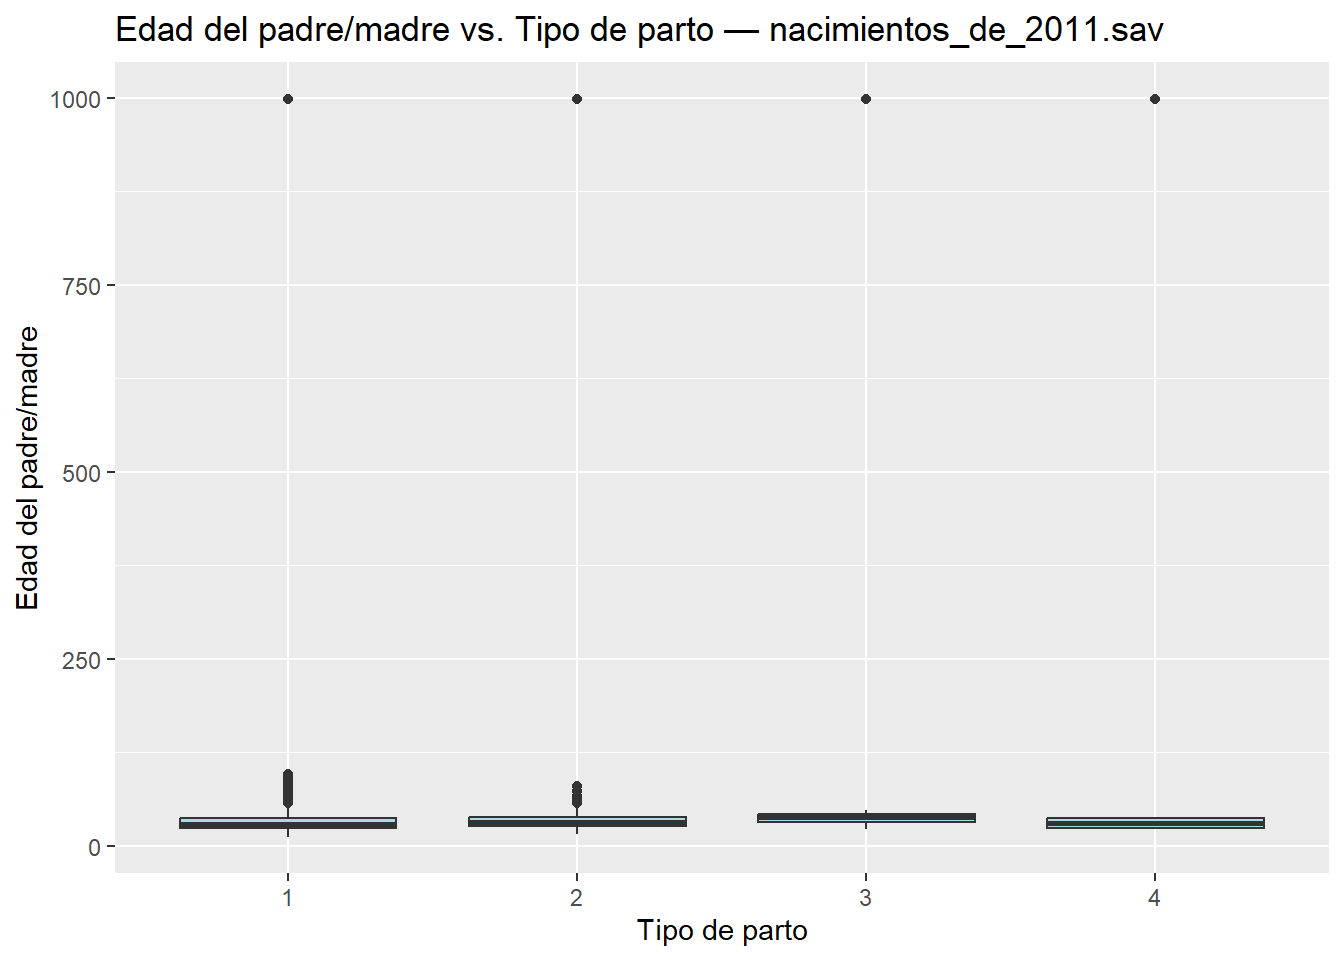 Edad del padre/madre vs. Tipo de parto — nacimientos_de_2011.sav
Edad del padre/madre
1000
750
500
250
0
1 2 3 4
Tipo de parto